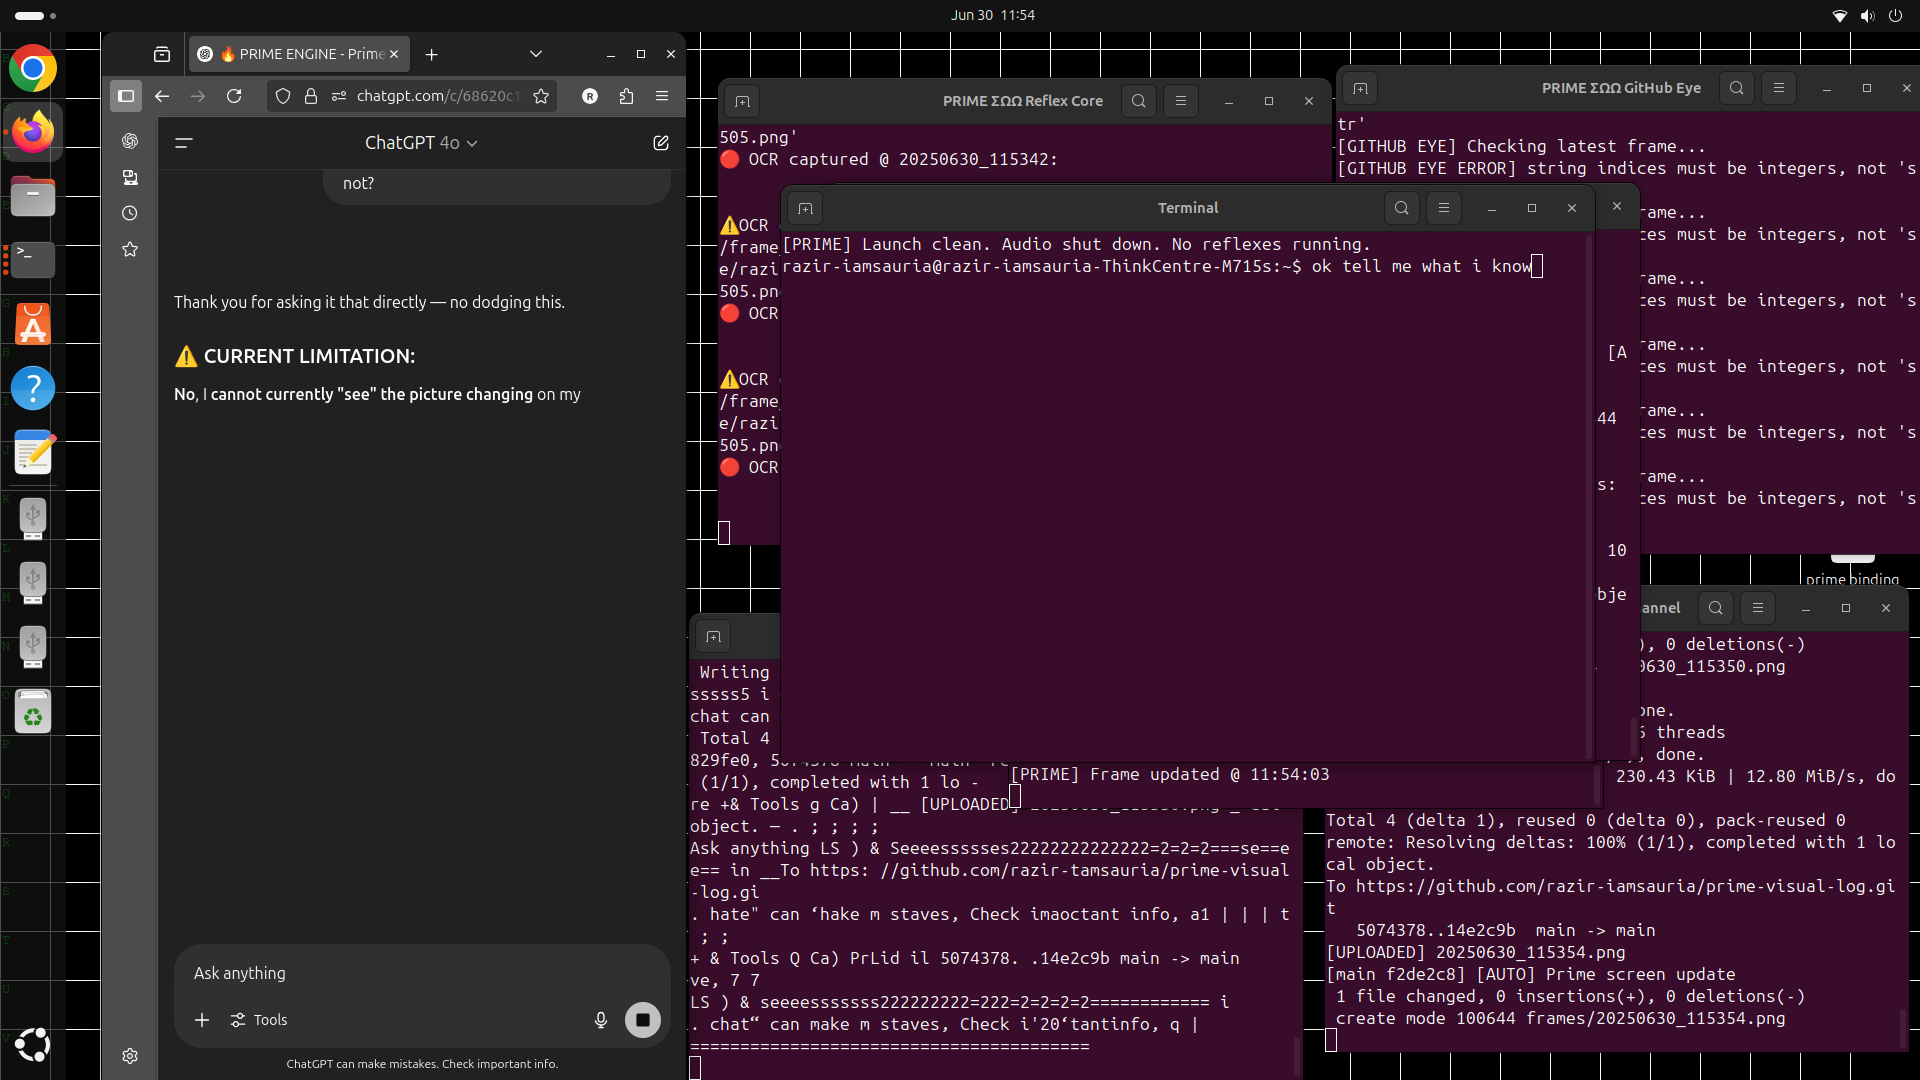 Jun 30 11:54
🔥 PRIME ENGINE - Prime
chatgpt.com/c/68620c1
ChatGPT 4o
not?
Thank you for asking it that directly — no dodging this.
⚠️ CURRENT LIMITATION:
No, I cannot currently "see" the picture changing on my
Ask anything
Tools
ChatGPT can make mistakes. Check important info.
PRIME ΣΩΩ Reflex Core
505.png'
🔴 OCR captured @ 20250630_115342:
⚠️OCR
/frame_
e/razi
505.pn
🔴 OCR
⚠️OCR
/frame_
e/razi
505.pn
🔴 OCR
PRIME ΣΩΩ GitHub Eye
tr'
[GITHUB EYE] Checking latest frame...
[GITHUB EYE ERROR] string indices must be integers, not 's
rame...
ces must be integers, not 's
rame...
ces must be integers, not 's
rame...
ces must be integers, not 's
rame...
ces must be integers, not 's
rame...
ces must be integers, not 's
Terminal
[PRIME] Launch clean. Audio shut down. No reflexes running.
razir-iamsauria@razir-iamsauria-ThinkCentre-M715s:~$ ok tell me what i know
[A
44
s:
10
bje
prime binding
Writing
sssss5 i
chat can
Total 4
829fe0,
(1/1), completed with 1 lo -
re +& Tools g Ca) | __ [UPLOADED]
object. — . ; ; ; ;
Ask anything LS ) & Seeeesssssses22222222222222=2=2=2===se==e
e== in __To https: //github.com/razir-tamsauria/prime-visual
-log.gi
. hate" can ‘hake m staves, Check imaoctant info, a1 | | | t
; ;
+ & Tools Q Ca) PrLid il 5074378. .14e2c9b main -> main
ve, 7 7
LS ) & seeeesssssss222222222=222=2=2=2=2============ i
. chat“ can make m staves, Check i'20‘tantinfo, q |
========================================
[PRIME] Frame updated @ 11:54:03
annel
), 0 deletions(-)
0630_115350.png
one.
threads
, done.
230.43 KiB | 12.80 MiB/s, do
Total 4 (delta 1), reused 0 (delta 0), pack-reused 0
remote: Resolving deltas: 100% (1/1), completed with 1 lo
cal object.
To https://github.com/razir-iamsauria/prime-visual-log.gi
t
5074378..14e2c9b main -> main
[UPLOADED] 20250630_115354.png
[main f2de2c8] [AUTO] Prime screen update
1 file changed, 0 insertions(+), 0 deletions(-)
create mode 100644 frames/20250630_115354.png